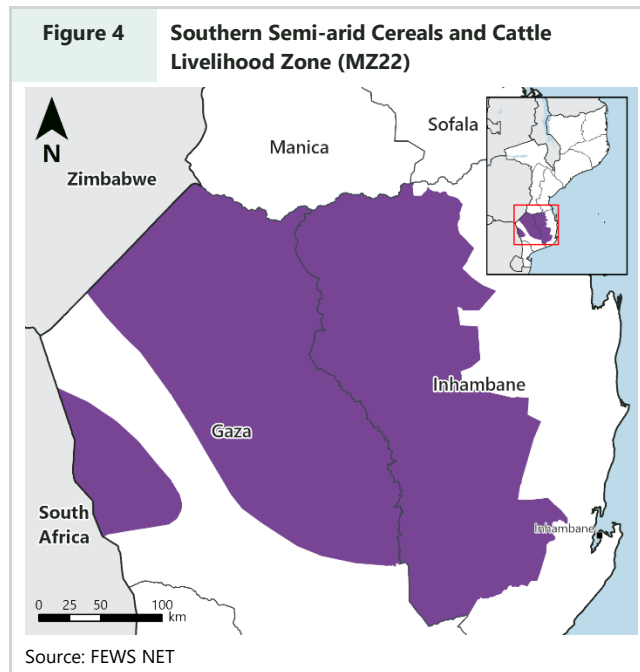 Figure 4
Southern Semi-arid Cereals and Cattle
Livelihood Zone (MZ22)
N
Zimbabwe
Manica
Sofala
Inhambane
Gaza
South
Africa
Inhambane
0 25 50 100
km
Source: FEWS NET